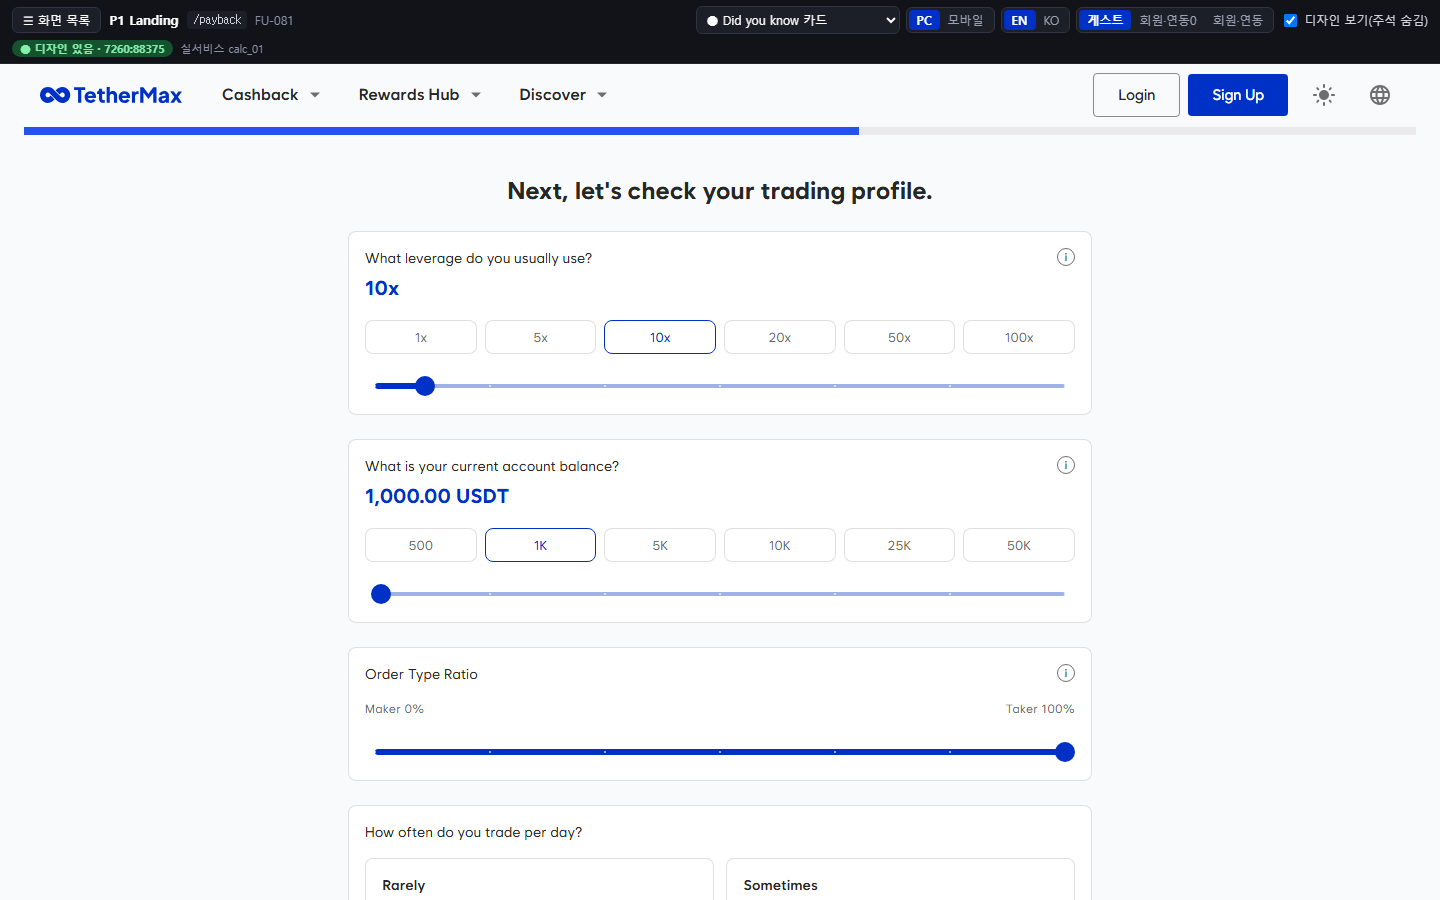 ☰ 화면 목록 P1 Landing /payback FU-081 ● Did you know 카드 PC 모바일 EN KO 게스트 회원·연동0 회원·연동 디자인 보기(주석 숨김)
● 디자인 있음 · 7260:88375 실서비스 calc_01
TetherMax Cashback Rewards Hub Discover Login Sign Up
Next, let's check your trading profile.
What leverage do you usually use?
10x
1x 5x 10x 20x 50x 100x
What is your current account balance?
1,000.00 USDT
500 1K 5K 10K 25K 50K
Order Type Ratio
Maker 0% Taker 100%
How often do you trade per day?
Rarely Sometimes